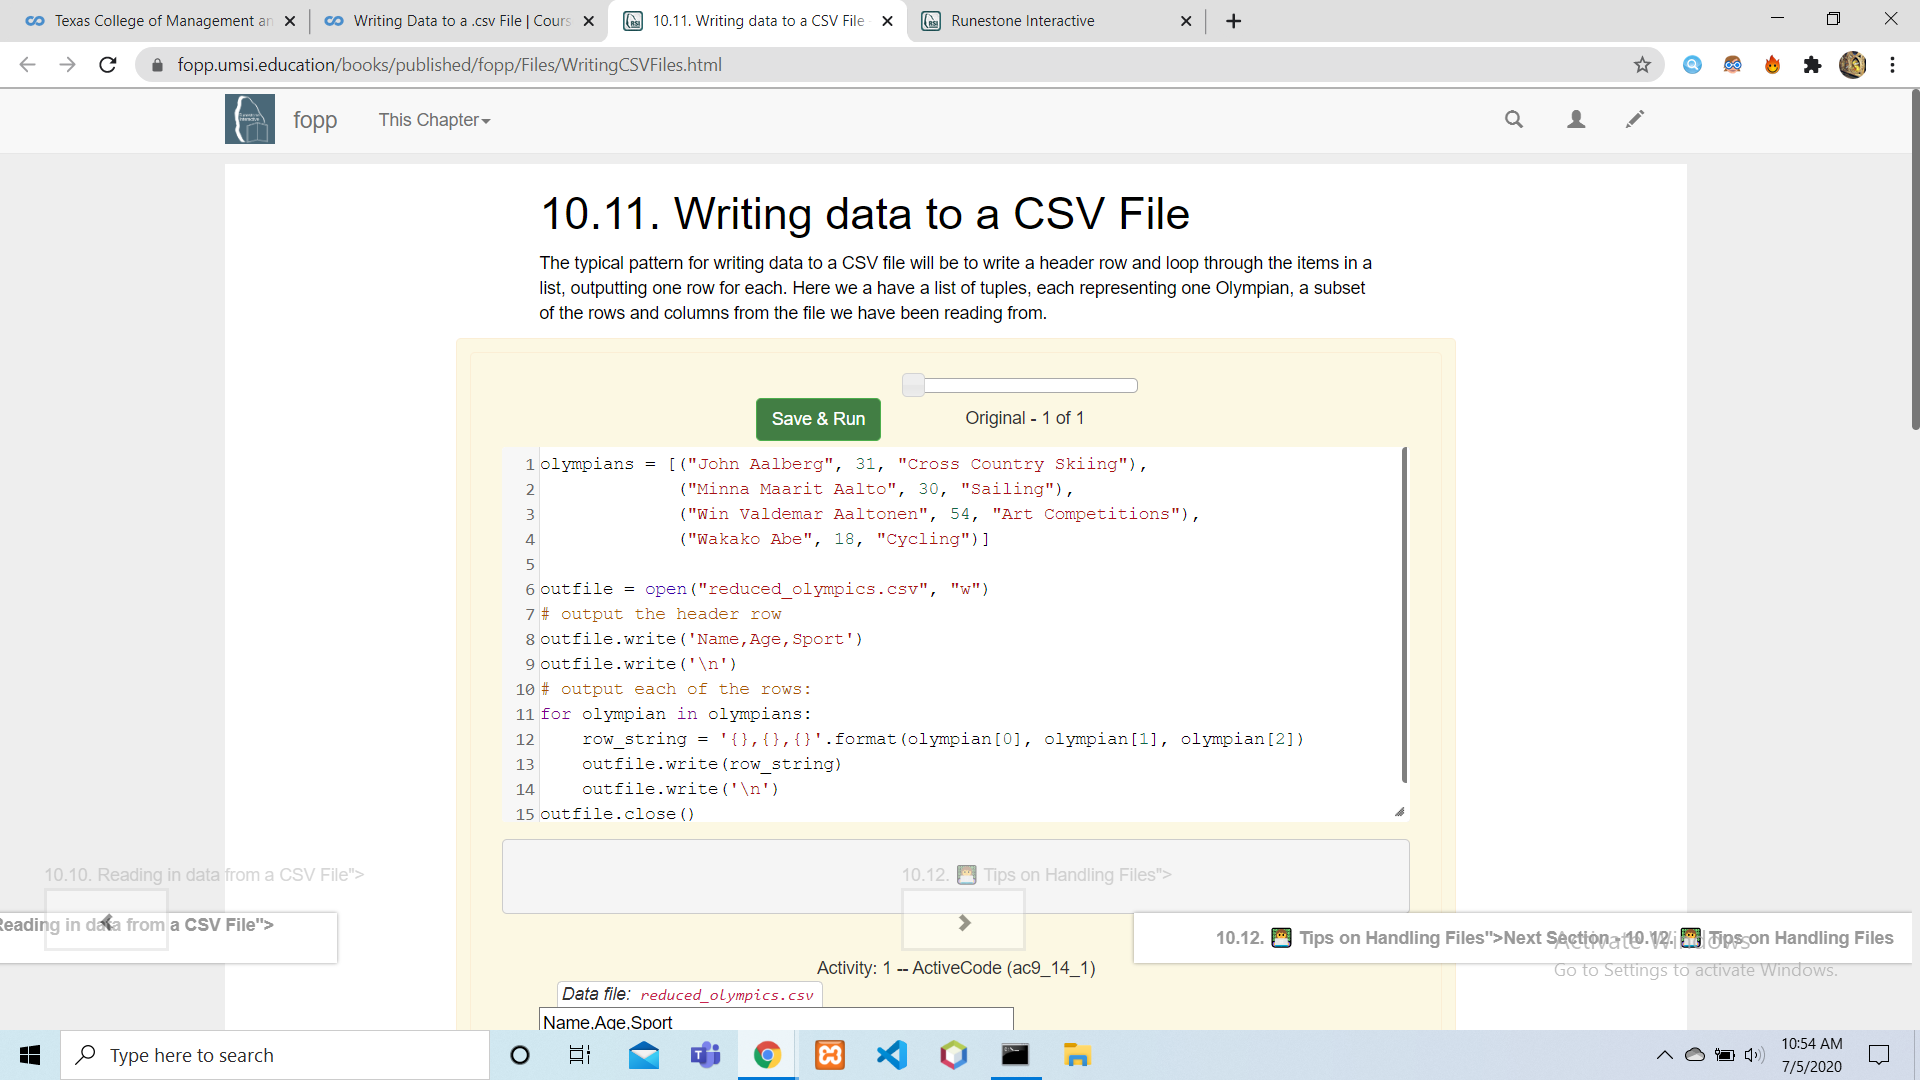 Texas College of Management an
Writing Data to a .csv File | Cours
10.11. Writing data to a CSV File
Runestone Interactive
fopp.umsi.education/books/published/fopp/Files/WritingCSVFiles.html
fopp
This Chapter
10.11. Writing data to a CSV File
The typical pattern for writing data to a CSV file will be to write a header row and loop through the items in a
list, outputting one row for each. Here we a have a list of tuples, each representing one Olympian, a subset
of the rows and columns from the file we have been reading from.
Save & Run
Original - 1 of 1
1 olympians = [("John Aalberg", 31, "Cross Country Skiing"),
2 ("Minna Maarit Aalto", 30, "Sailing"),
3 ("Win Valdemar Aaltonen", 54, "Art Competitions"),
4 ("Wakako Abe", 18, "Cycling")]
5
6 outfile = open("reduced_olympics.csv", "w")
7 # output the header row
8 outfile.write('Name,Age,Sport')
9 outfile.write('\n')
10 # output each of the rows:
11 for olympian in olympians:
12 row_string = '{},{},{}'.format(olympian[0], olympian[1], olympian[2])
13 outfile.write(row_string)
14 outfile.write('\n')
15 outfile.close()
10.10. Reading in data from a CSV File">
10.12. Tips on Handling Files">
Reading in data from a CSV File">
10.12. Tips on Handling Files">Next Section - 10.12. Tips on Handling Files
Activate Windows
Go to Settings to activate Windows.
Activity: 1 -- ActiveCode (ac9_14_1)
Data file: reduced_olympics.csv
Name,Age,Sport
Type here to search
10:54 AM
7/5/2020